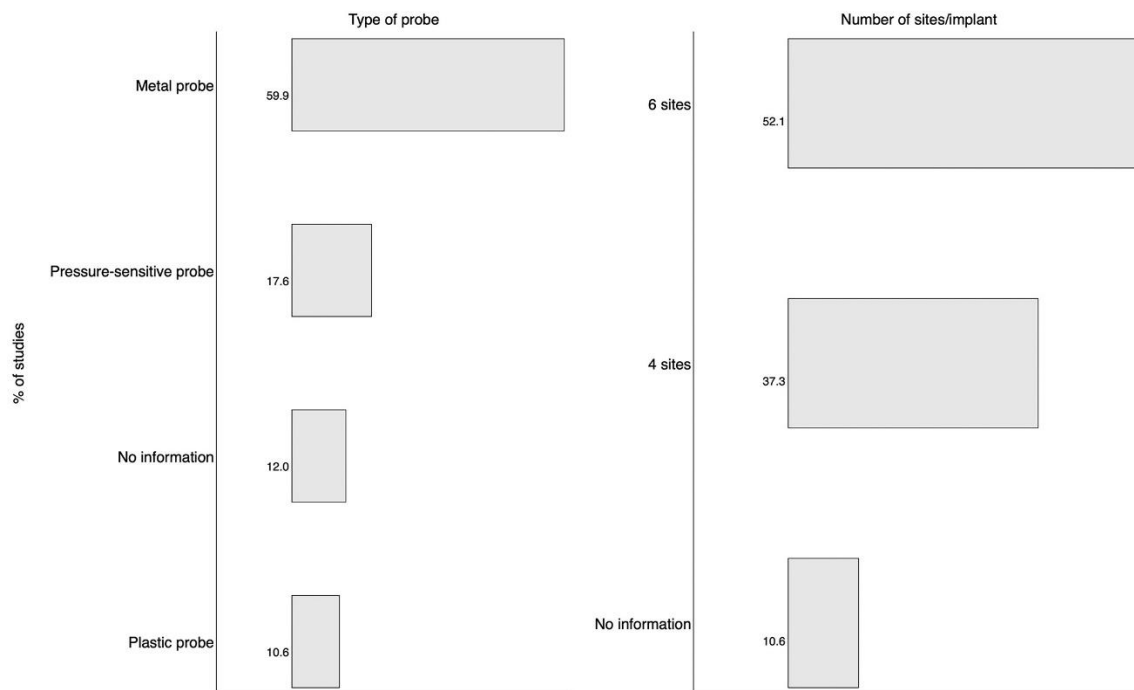 Type of probe
Number of sites/implant
% of studies
Metal probe
59.9
Pressure-sensitive probe
17.6
No information
12.0
Plastic probe
10.6
6 sites
52.1
4 sites
37.3
No information
10.6